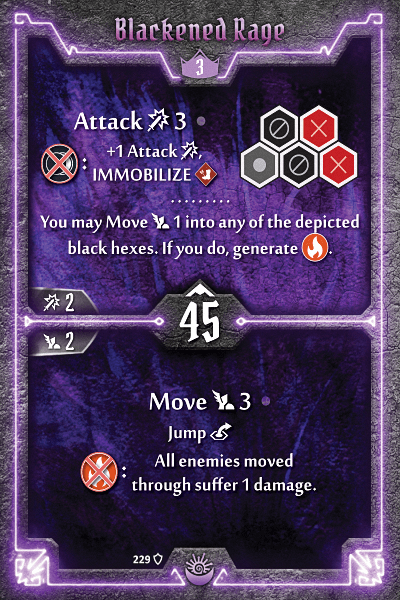 Blackened Rage
3
Attack 3
: +1 Attack,
IMMOBILIZE
You may Move 1 into any of the depicted
black hexes. If you do, generate .
2
45
2
Move 3
Jump
: All enemies moved
through suffer 1 damage.
229